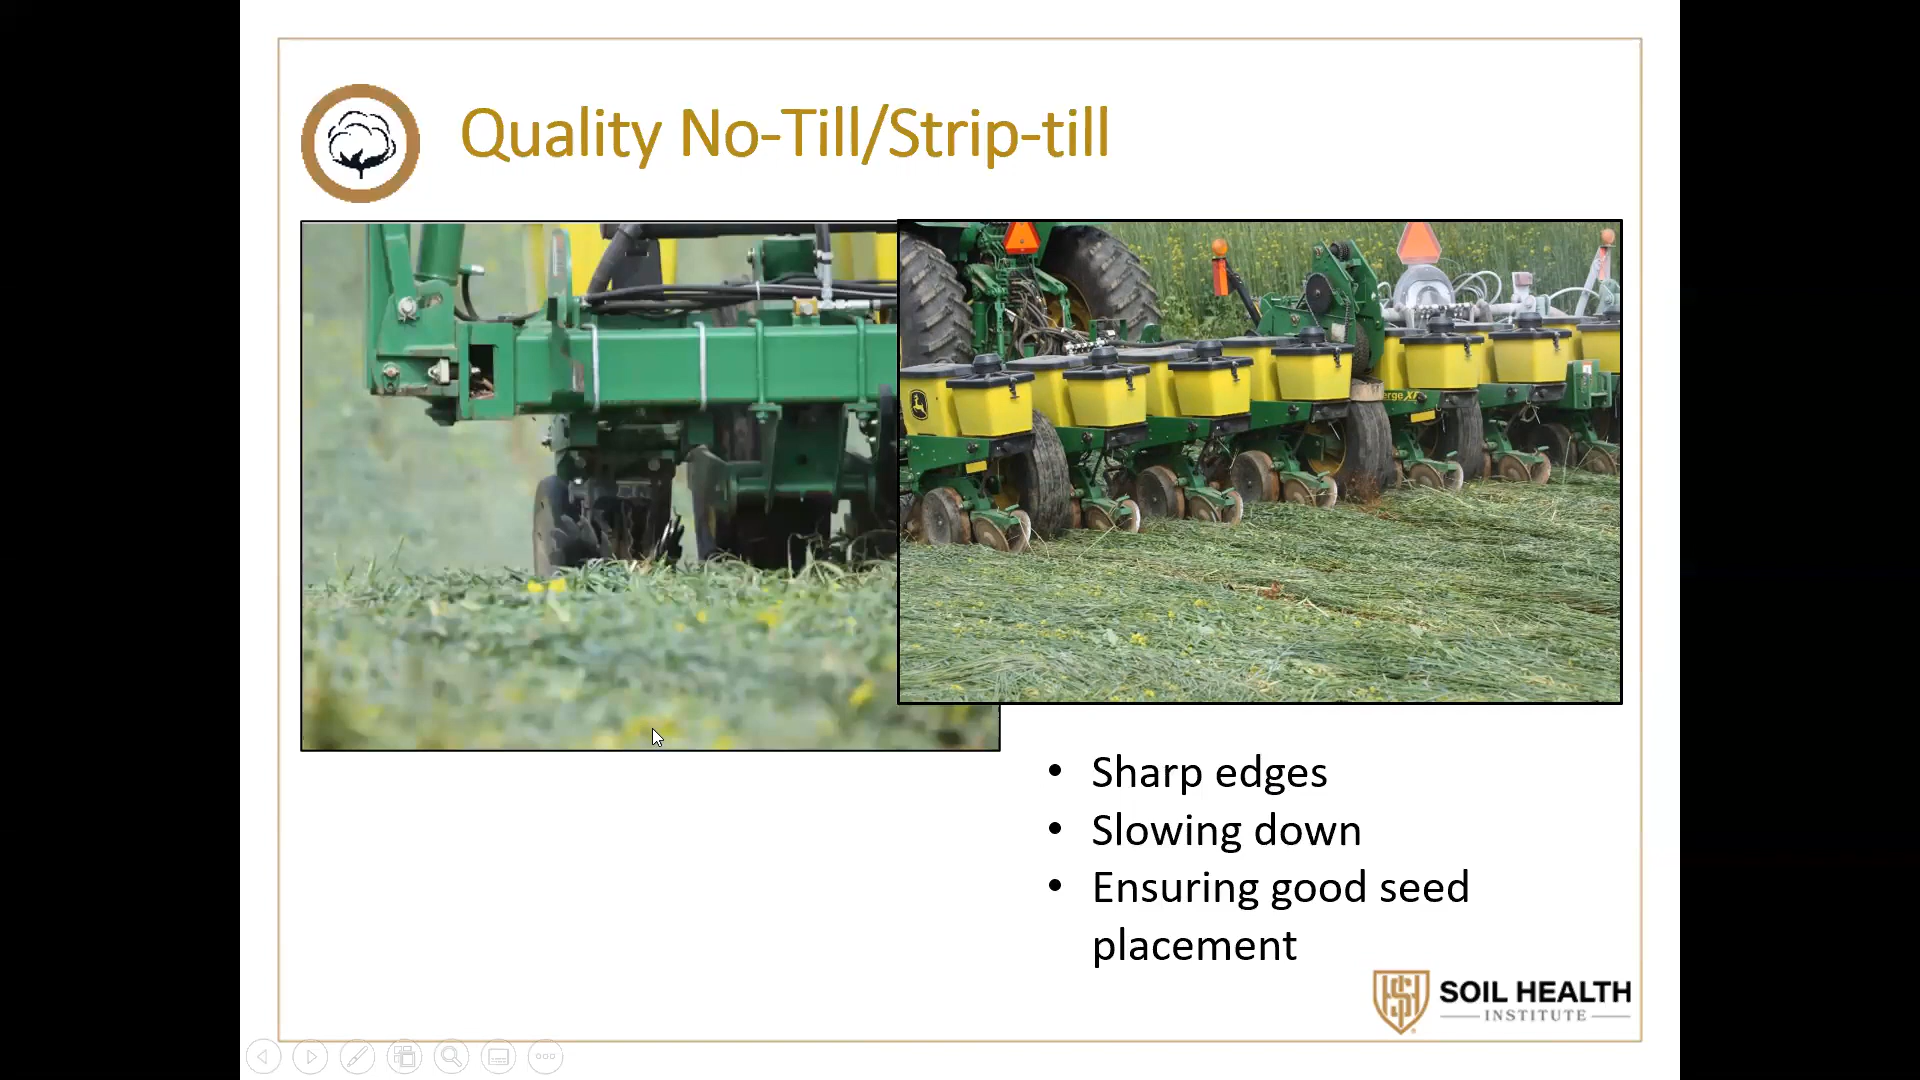 Quality No-Till/Strip-till
• Sharp edges
• Slowing down
• Ensuring good seed
placement
SOIL HEALTH
INSTITUTE